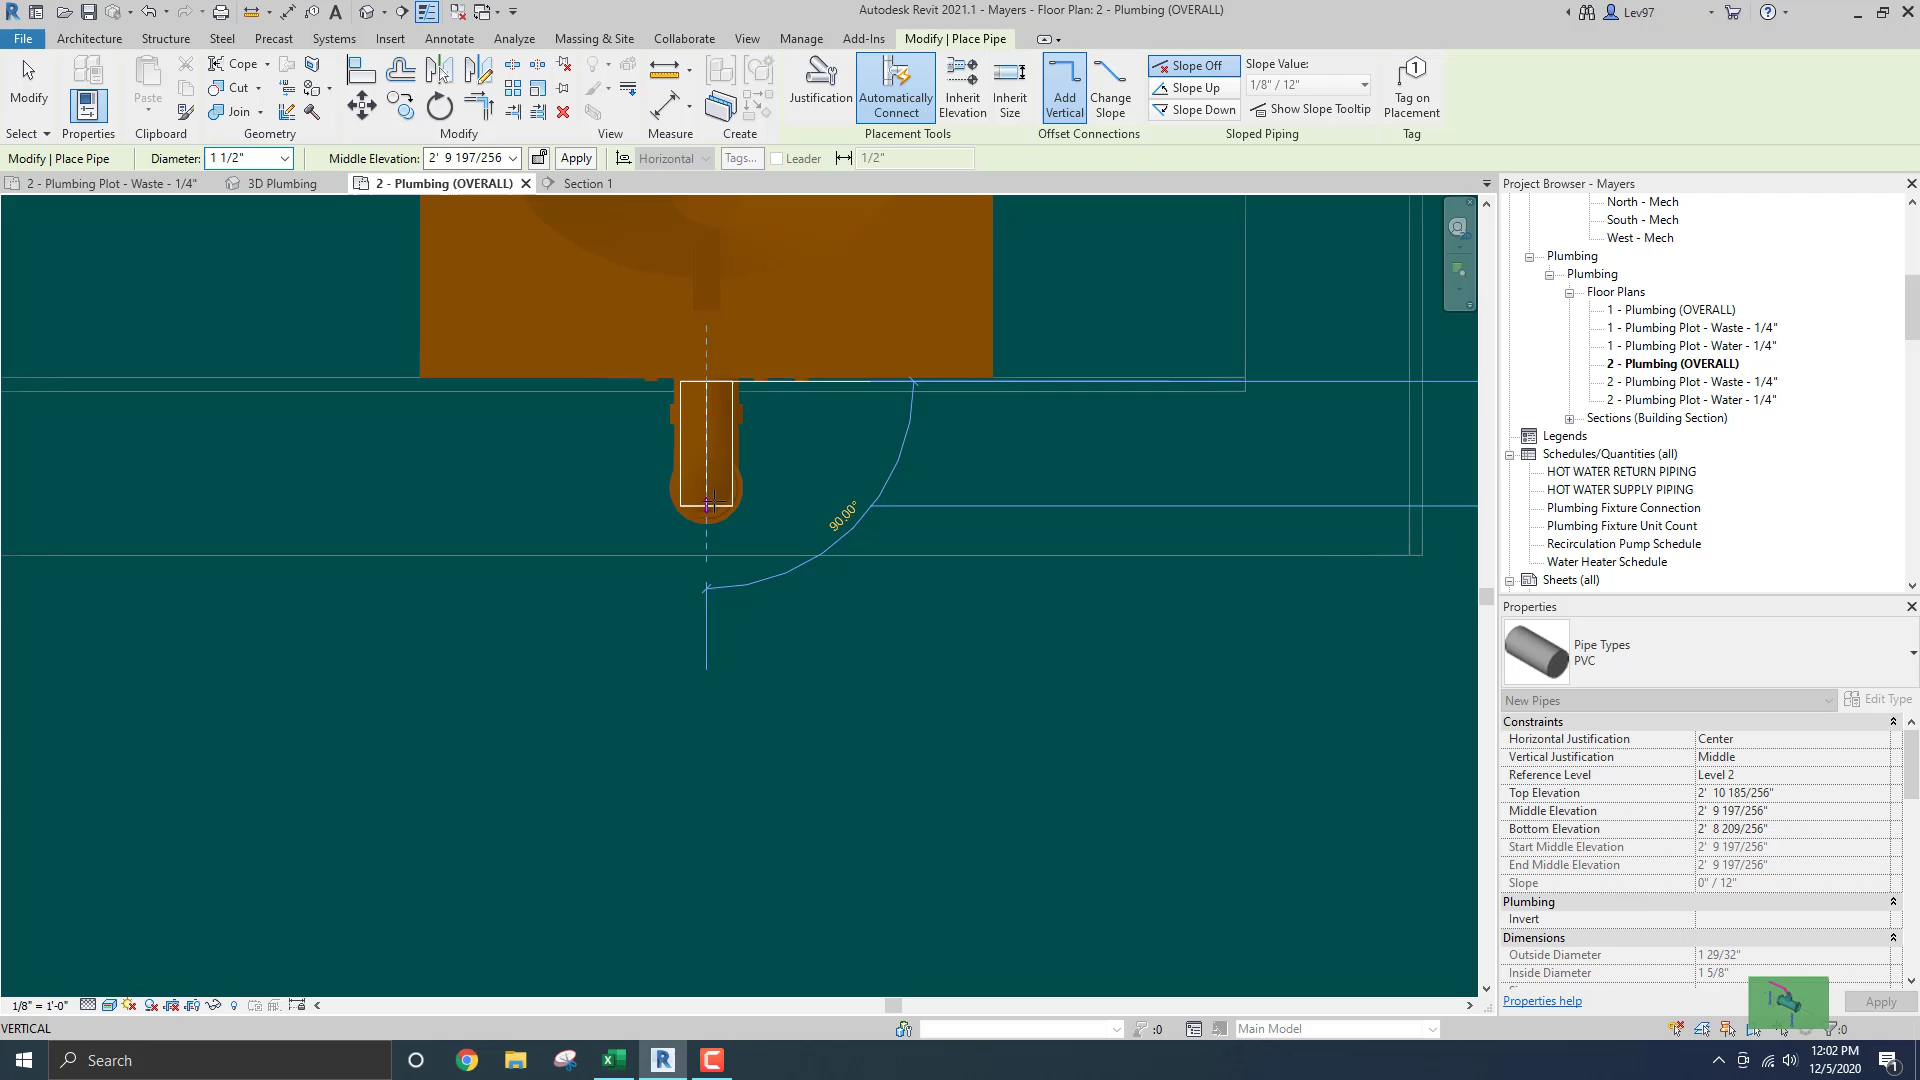 Autodesk Revit 2021.1 - Mayers - Floor Plan: 2 - Plumbing (OVERALL)
Lev97
File
Architecture
Structure
Steel
Precast
Systems
Insert
Annotate
Analyze
Massing & Site
Collaborate
View
Manage
Add-Ins
Modify | Place Pipe
Modify
Paste
Cope
Cut
Join
Justification
Automatically
Connect
Inherit
Elevation
Inherit
Size
Add
Vertical
Change
Slope
Slope Off
Slope Up
Slope Down
Slope Value:
1/8" / 12"
Show Slope Tooltip
Tag on
Placement
Select
Properties
Clipboard
Geometry
Modify
View
Measure
Create
Placement Tools
Offset Connections
Sloped Piping
Tag
Modify | Place Pipe
Diameter:
1 1/2"
Middle Elevation:
2' 9 197/256
Apply
Horizontal
Tags...
Leader
1/2"
2 - Plumbing Plot - Waste - 1/4"
3D Plumbing
2 - Plumbing (OVERALL)
Section 1
Project Browser - Mayers
North - Mech
South - Mech
West - Mech
Plumbing
Plumbing
Floor Plans
1 - Plumbing (OVERALL)
1 - Plumbing Plot - Waste - 1/4"
1 - Plumbing Plot - Water - 1/4"
2 - Plumbing (OVERALL)
2 - Plumbing Plot - Waste - 1/4"
2 - Plumbing Plot - Water - 1/4"
Sections (Building Section)
Legends
Schedules/Quantities (all)
HOT WATER RETURN PIPING
HOT WATER SUPPLY PIPING
Plumbing Fixture Connection
Plumbing Fixture Unit Count
Recirculation Pump Schedule
Water Heater Schedule
Sheets (all)
90.00°
Properties
Pipe Types
PVC
New Pipes
Edit Type
Constraints
Horizontal Justification Center
Vertical Justification Middle
Reference Level Level 2
Top Elevation 2' 10 185/256"
Middle Elevation 2' 9 197/256"
Bottom Elevation 2' 8 209/256"
Start Middle Elevation 2' 9 197/256"
End Middle Elevation 2' 9 197/256"
Slope 0" / 12"
Plumbing
Invert
Dimensions
Outside Diameter 1 29/32"
Inside Diameter 1 5/8"
Properties help
Apply
1/8" = 1'-0"
VERTICAL
:0
Main Model
:0
Search
12:02 PM
12/5/2020